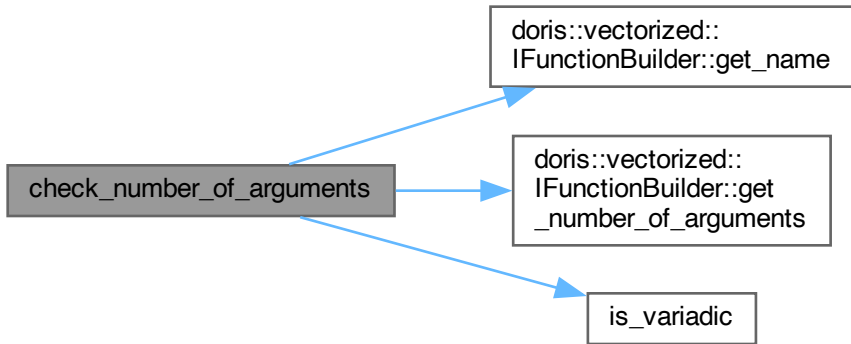 doris::vectorized::
IFunctionBuilder::get_name
check_number_of_arguments
doris::vectorized::
IFunctionBuilder::get
_number_of_arguments
is_variadic